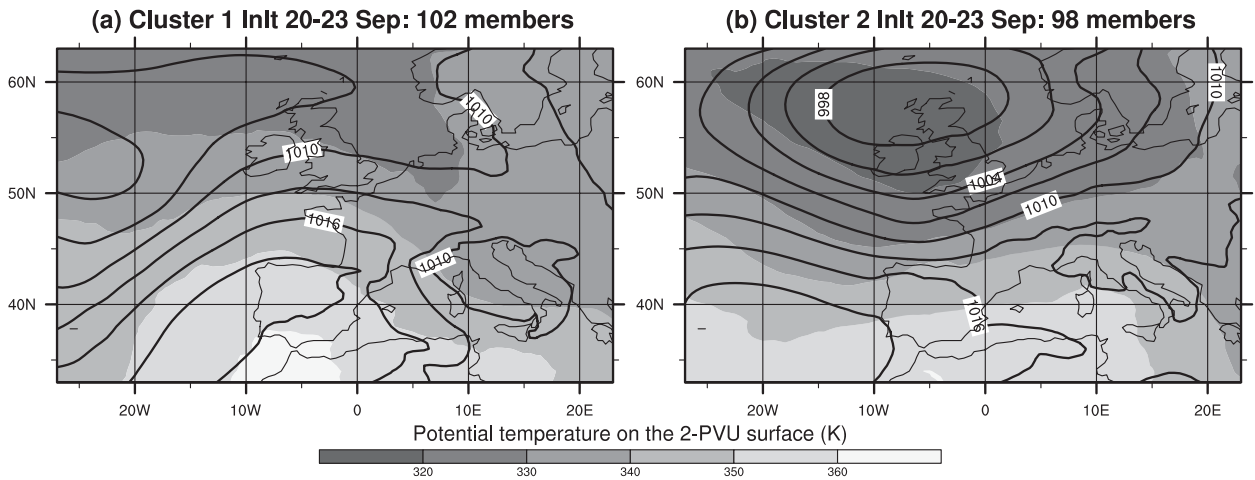 (a) Cluster 1 InIt 20-23 Sep: 102 members
(b) Cluster 2 InIt 20-23 Sep: 98 members
60N
50N
40N
20W
10W
0
10E
20E
1010
1010
1016
1010
60N
50N
40N
20W
10W
0
10E
20E
998
1004
1010
1010
1016
Potential temperature on the 2-PVU surface (K)
320
330
340
350
360